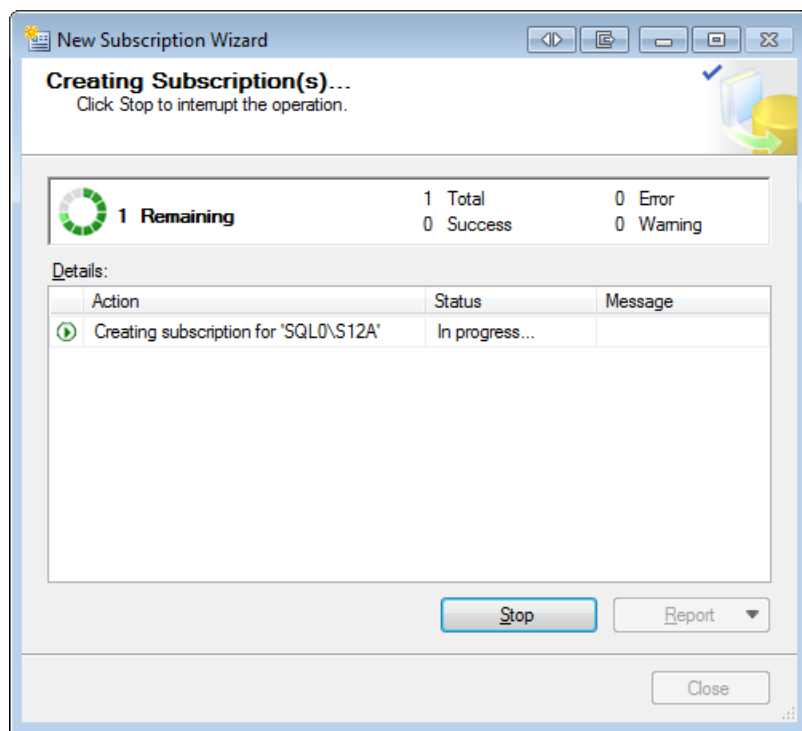 New Subscription Wizard
Creating Subscription(s)...
Click Stop to interrupt the operation.
1 Remaining
1 Total
0 Error
0 Success
0 Warning
Details:
Action Status Message
Creating subscription for 'SQL0\S12A' In progress...
Stop
Report
Close